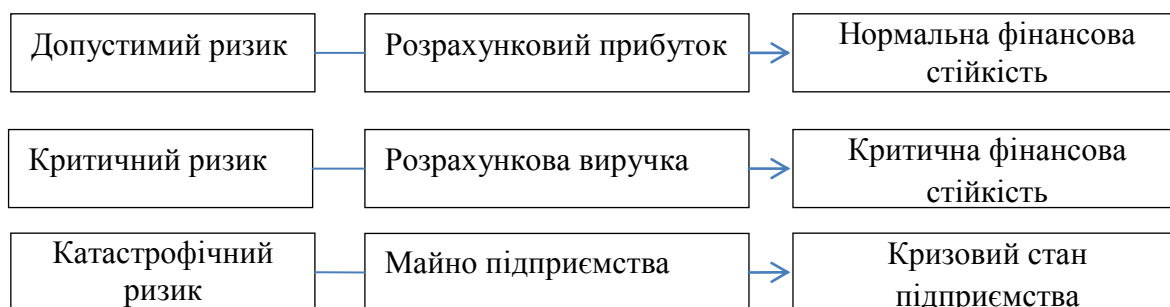 Допустимий ризик
Розрахунковий прибуток
Нормальна фінансова
стійкість
Критичний ризик
Розрахункова виручка
Критична фінансова
стійкість
Катастрофічний
ризик
Майно підприємства
Кризовий стан
підприємства